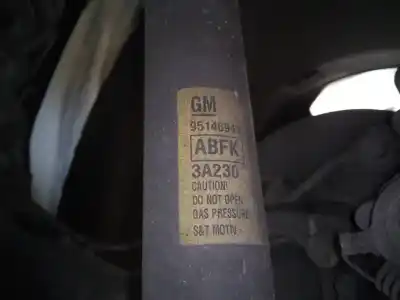 GM
ABFK
3A230
CAUTION!
DO NOT OPEN
GAS PRESSURE
S&T MOTIV